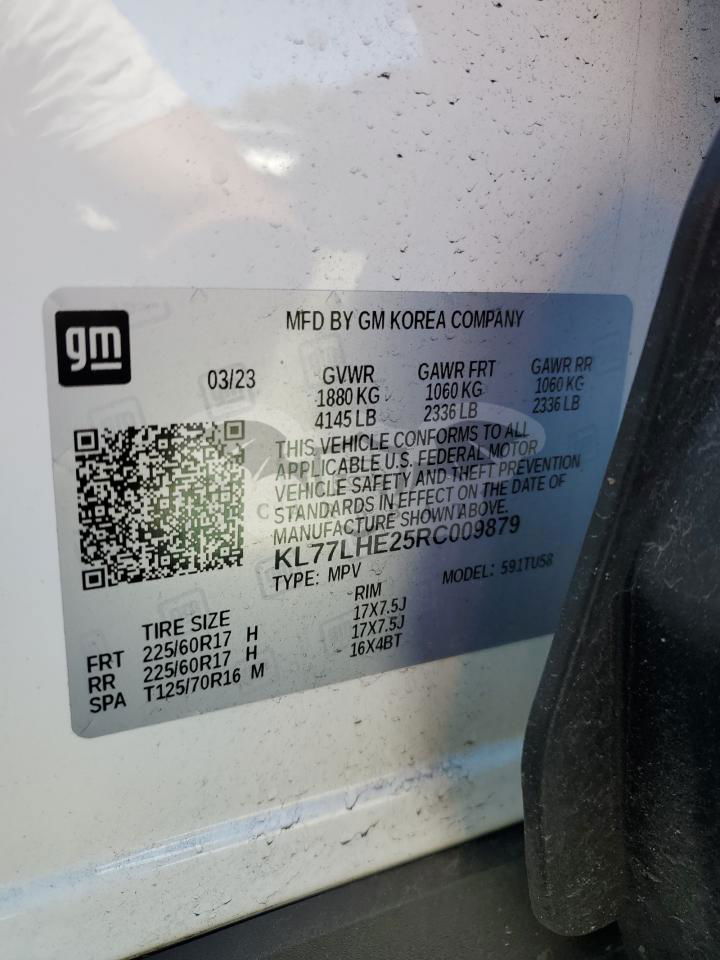 gm
MFD BY GM KOREA COMPANY
03/23
GVWR
1880 KG
4145 LB
GAWR FRT
1060 KG
2336 LB
GAWR RR
1060 KG
2336 LB
THIS VEHICLE CONFORMS TO ALL
APPLICABLE U.S. FEDERAL MOTOR
VEHICLE SAFETY AND THEFT PREVENTION
STANDARDS IN EFFECT ON THE DATE OF
MANUFACTURE SHOWN ABOVE.
KL77LHE25RC009879
TYPE: MPV
MODEL: 591TU58
TIRE SIZE
RIM
FRT 225/60R17 H 17X7.5J
RR 225/60R17 H 17X7.5J
SPA T125/70R16 M 16X4BT